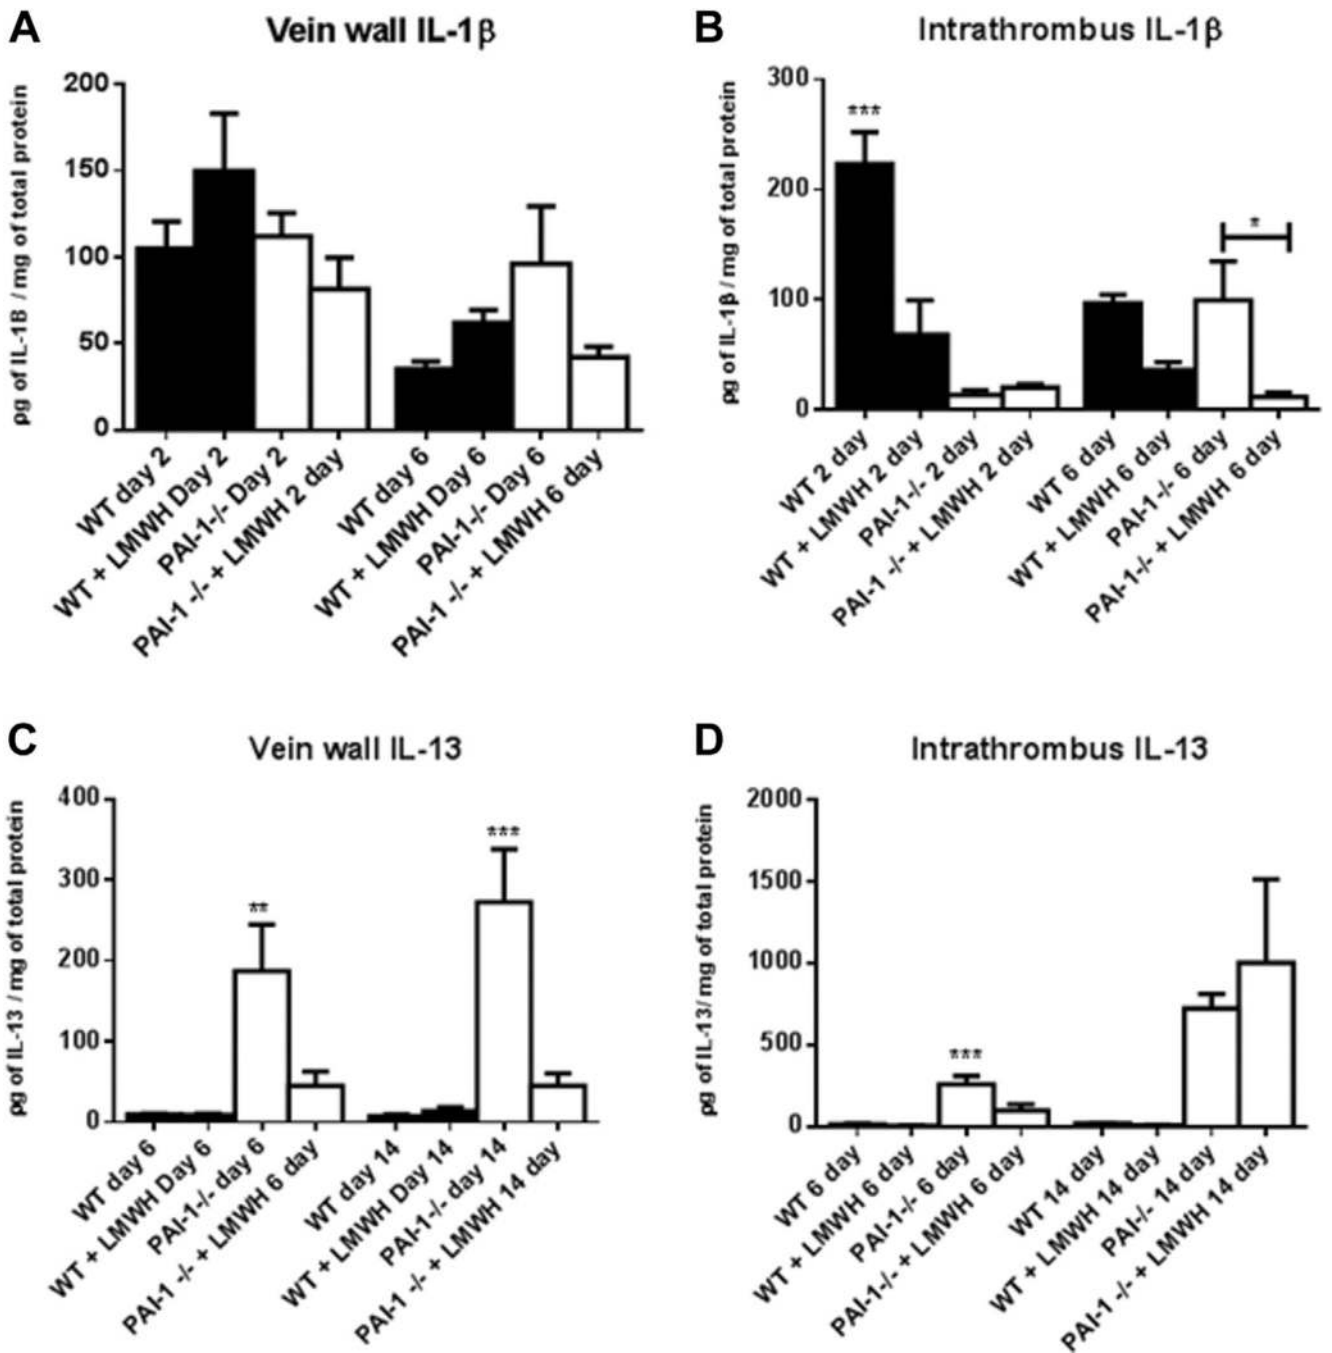 A
Vein wall IL-1β
ρg of IL-1B / mg of total protein
200
150
100
50
0
WT day 2
WT + LMWH Day 2
PAI-1-/- Day 2
PAI-1 -/- + LMWH 2 day
WT day 6
WT + LMWH Day 6
PAI-1-/- Day 6
PAI-1 -/- + LMWH 6 day
B
Intrathrombus IL-1β
ρg of IL-1β / mg of total protein
300
200
100
0
***
*
WT 2 day
WT + LMWH 2 day
PAI-1-/- 2 day
PAI-1 -/- + LMWH 2 day
WT 6 day
WT + LMWH 6 day
PAI-1-/- 6 day
PAI-1-/- + LMWH 6 day
C
Vein wall IL-13
ρg of IL-13 / mg of total protein
400
300
200
100
0
**
***
WT day 6
WT + LMWH Day 6
PAI-1-/- day 6
PAI-1 -/- + LMWH 6 day
WT day 14
WT + LMWH Day 14
PAI-1-/- day 14
PAI-1 -/- + LMWH 14 day
D
Intrathrombus IL-13
ρg of IL-13/ mg of total protein
2000
1500
1000
500
0
***
WT 6 day
WT + LMWH 6 day
PAI-1-/- 6 day
PAI-1-/- + LMWH 6 day
WT 14 day
WT + LMWH 14 day
PAI-/- 14 day
PAI-1 -/- + LMWH 14 day